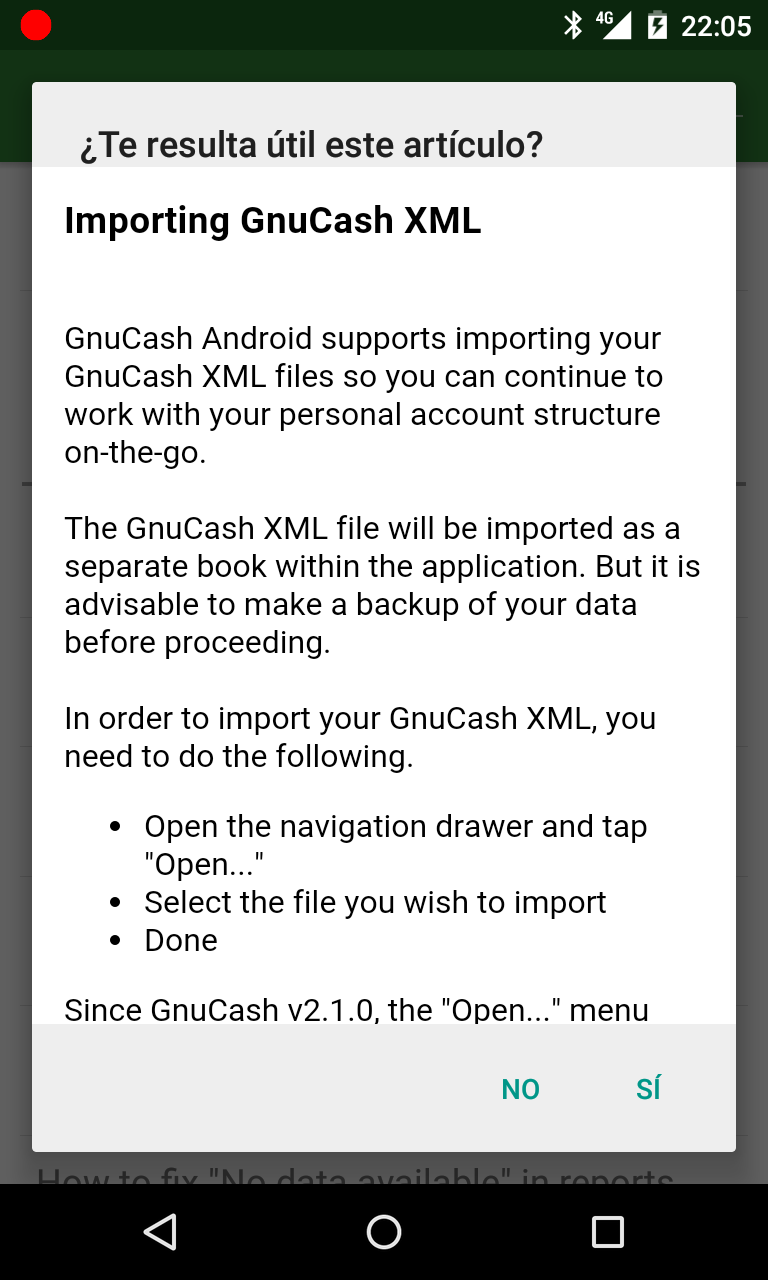 4G 22:05
¿Te resulta útil este artículo?
Importing GnuCash XML
GnuCash Android supports importing your
GnuCash XML files so you can continue to
work with your personal account structure
on-the-go.
The GnuCash XML file will be imported as a
separate book within the application. But it is
advisable to make a backup of your data
before proceeding.
In order to import your GnuCash XML, you
need to do the following.
• Open the navigation drawer and tap
"Open..."
• Select the file you wish to import
• Done
Since GnuCash v2.1.0, the "Open..." menu
NO SÍ
How to fix "No data available" in reports